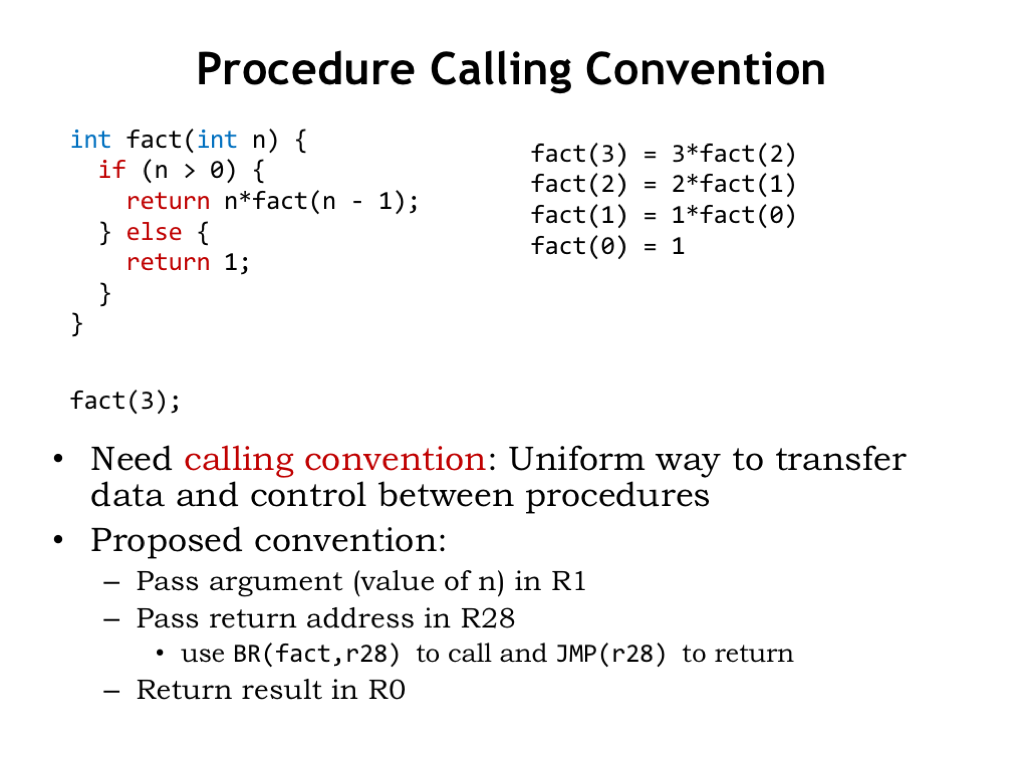 Procedure Calling Convention
int fact(int n) {
  if (n > 0) {
    return n*fact(n - 1);
  } else {
    return 1;
  }
}
fact(3);
fact(3) = 3*fact(2)
fact(2) = 2*fact(1)
fact(1) = 1*fact(0)
fact(0) = 1
• Need calling convention: Uniform way to transfer
data and control between procedures
• Proposed convention:
– Pass argument (value of n) in R1
– Pass return address in R28
• use BR(fact,r28) to call and JMP(r28) to return
– Return result in R0